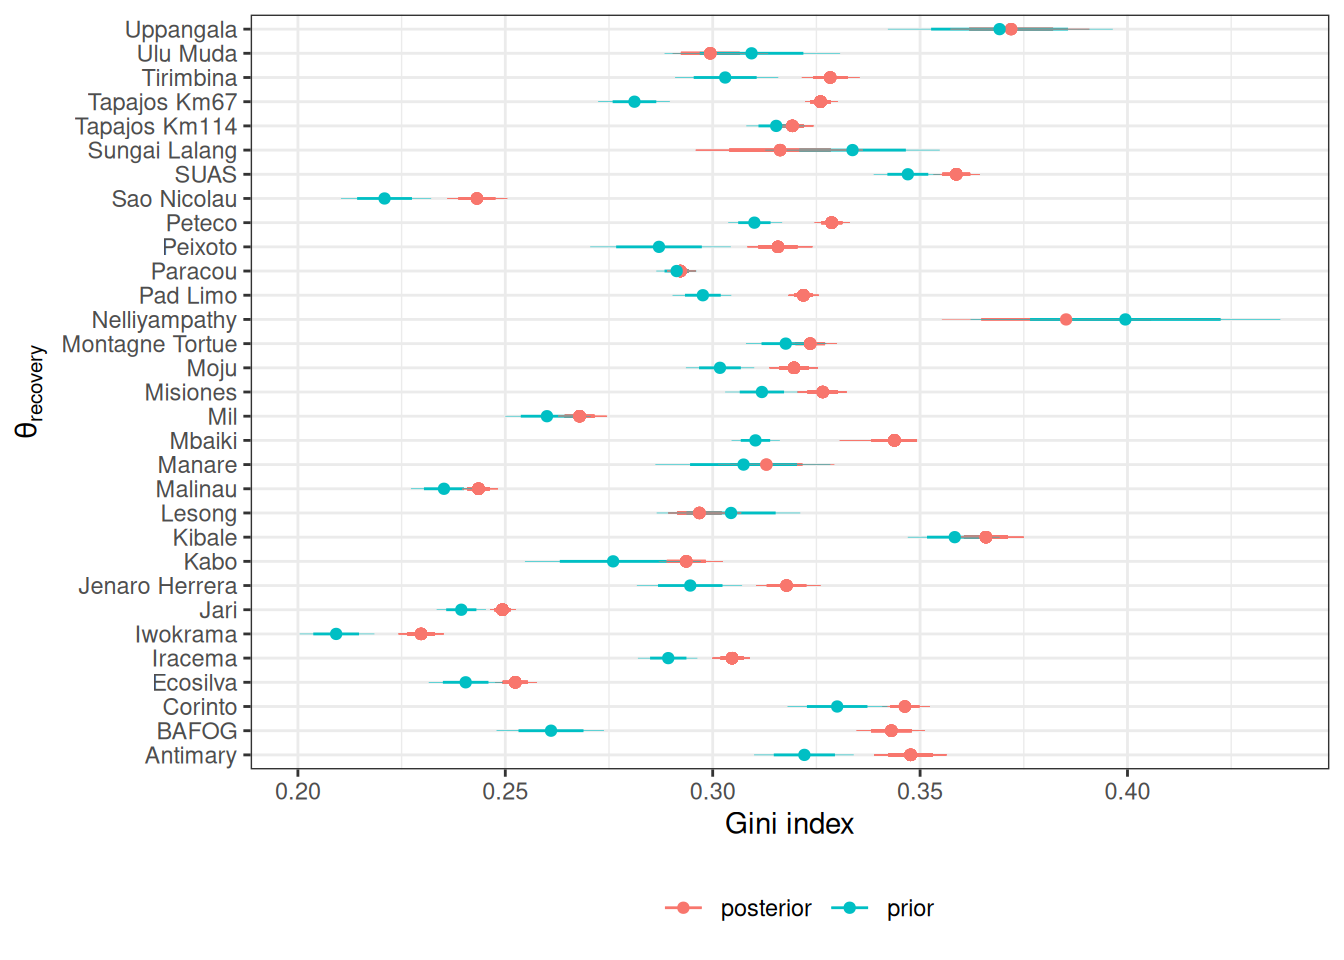 Uppangala
Ulu Muda
Tirimbina
Tapajos Km67
Tapajos Km114
Sungai Lalang
SUAS
Sao Nicolau
Peteco
Peixoto
Paracou
Pad Limo
Nelliyampathy
Montagne Tortue
Moju
Misiones
Mil
Mbaiki
Manare
Malinau
Lesong
Kibale
Kabo
Jenaro Herrera
Jari
Iwokrama
Iracema
Ecosilva
Corinto
BAFOG
Antimary
θrecovery
0.20 0.25 0.30 0.35 0.40
Gini index
posterior prior